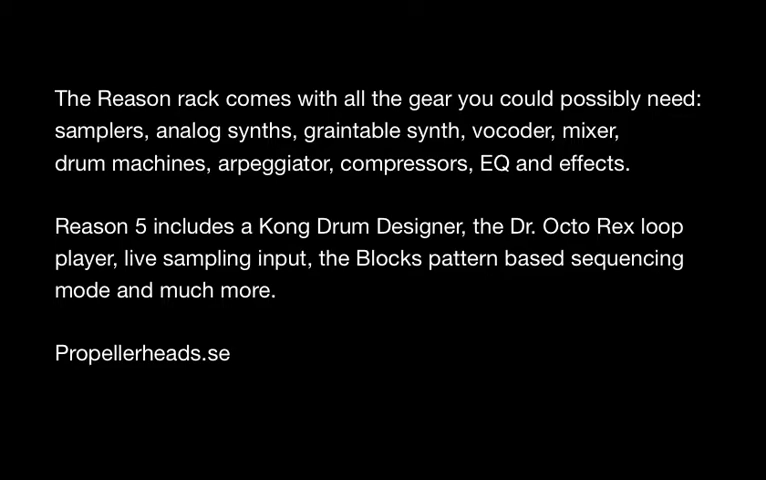 The Reason rack comes with all the gear you could possibly need:
samplers, analog synths, graintable synth, vocoder, mixer,
drum machines, arpeggiator, compressors, EQ and effects.
Reason 5 includes a Kong Drum Designer, the Dr. Octo Rex loop
player, live sampling input, the Blocks pattern based sequencing
mode and much more.
Propellerheads.se